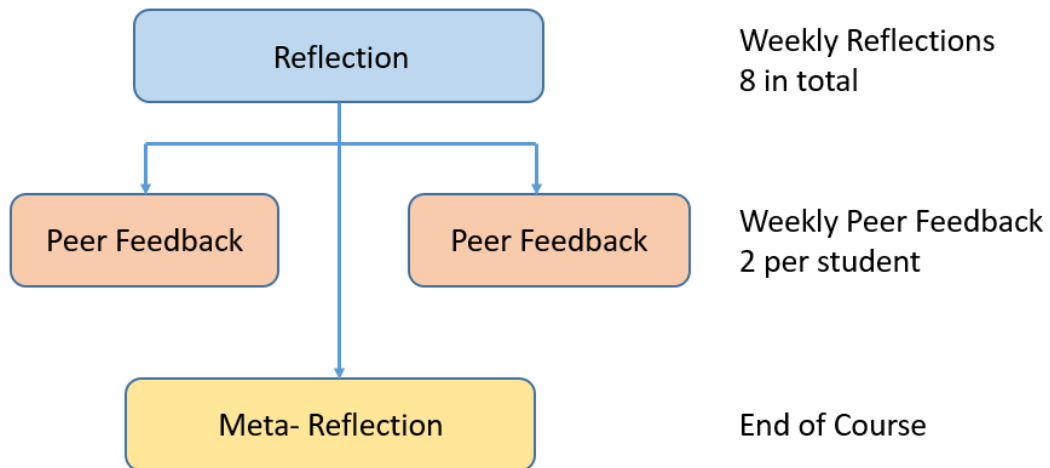 Reflection
Weekly Reflections
8 in total
Peer Feedback
Peer Feedback
Weekly Peer Feedback
2 per student
Meta- Reflection
End of Course